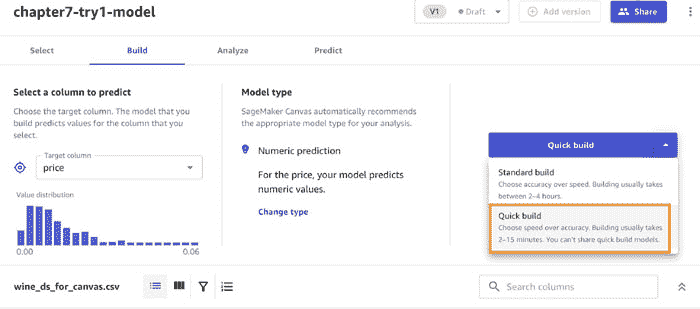 chapter7-try1-model
V1
Draft
Add version
Share
Select
Build
Analyze
Predict
Select a column to predict
Choose the target column. The model that you
build predicts values for the column that you
select.
Target column
price
Value distribution
0.00
0.06
Model type
SageMaker Canvas automatically recommends
the appropriate model type for your analysis.
Numeric prediction
For the price, your model predicts
numeric values.
Change type
Quick build
Standard build
Choose accuracy over speed. Building usually takes
between 2–4 hours.
Quick build
Choose speed over accuracy. Building usually takes
2–15 minutes. You can't share quick build models.
wine_ds_for_canvas.csv
Search columns